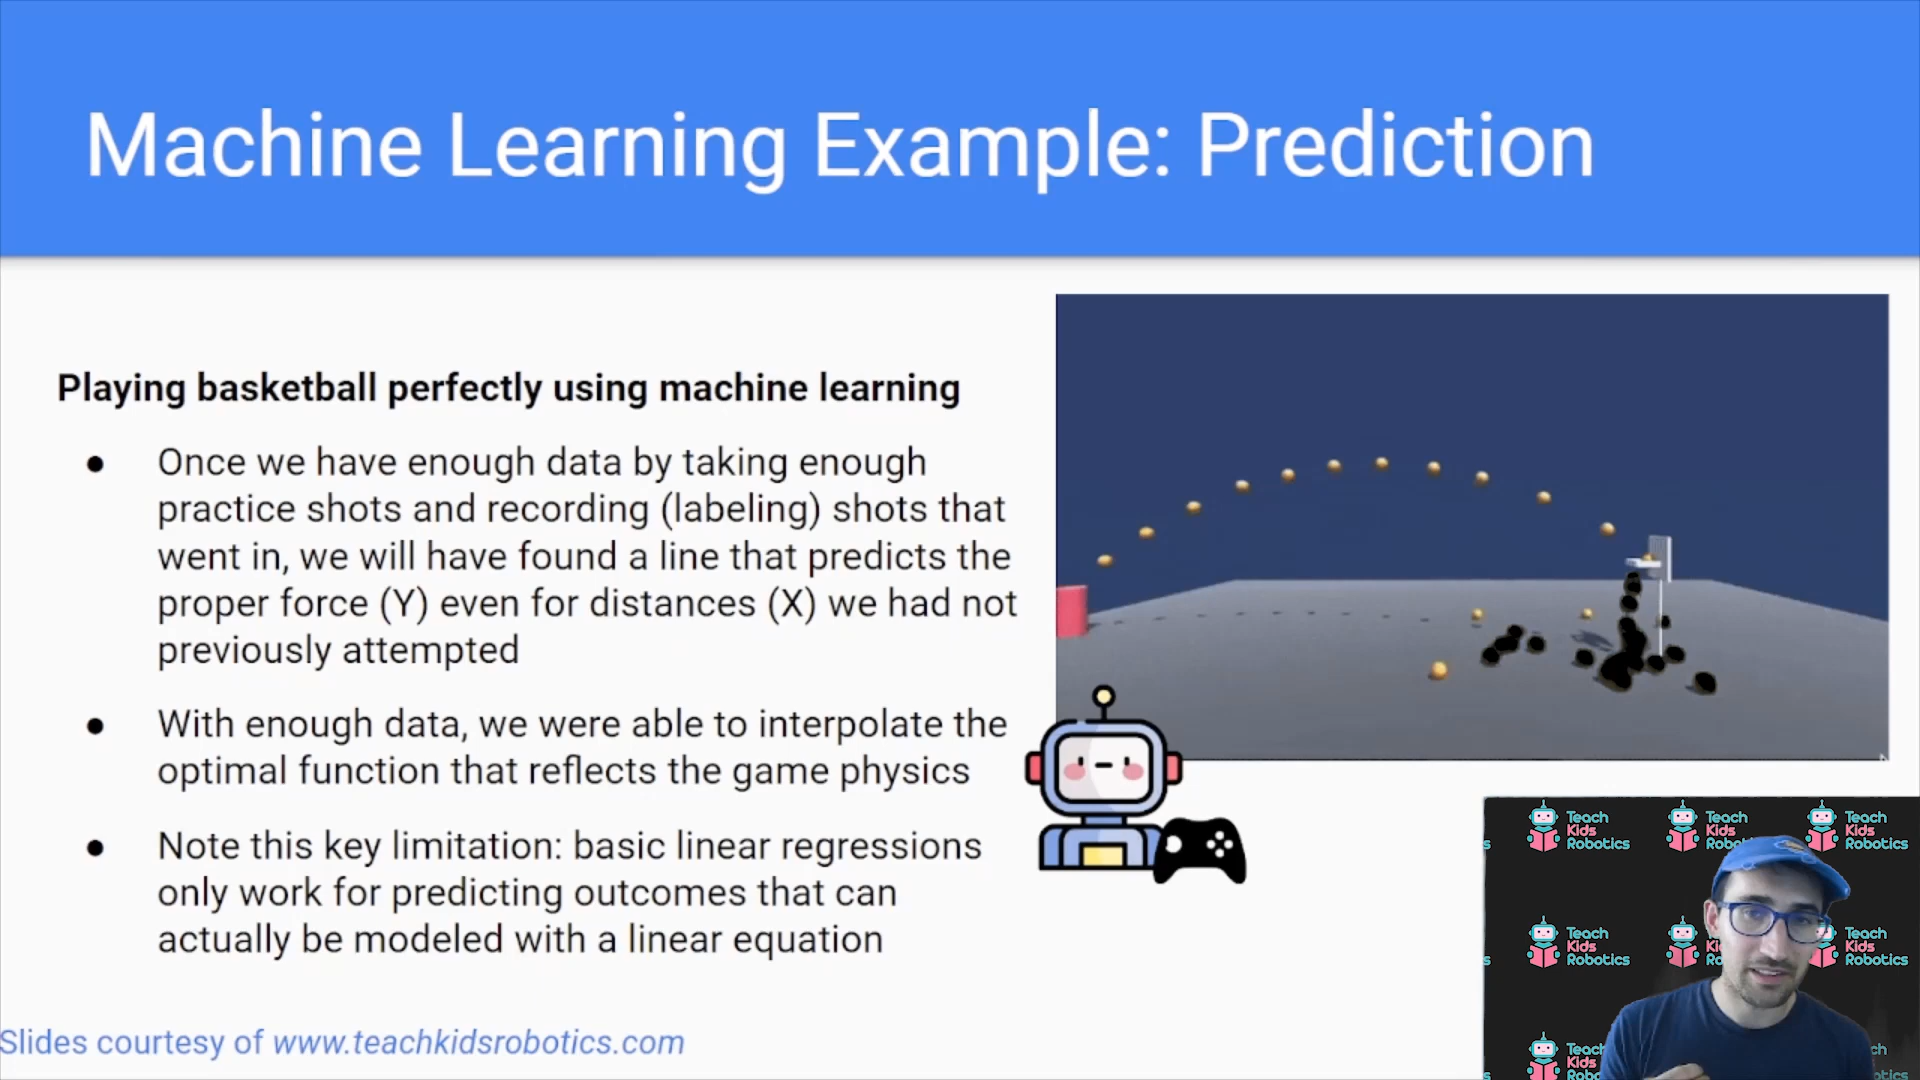 Machine Learning Example: Prediction
Playing basketball perfectly using machine learning
● Once we have enough data by taking enough
practice shots and recording (labeling) shots that
went in, we will have found a line that predicts the
proper force (Y) even for distances (X) we had not
previously attempted
● With enough data, we were able to interpolate the
optimal function that reflects the game physics
● Note this key limitation: basic linear regressions
only work for predicting outcomes that can
actually be modeled with a linear equation
Slides courtesy of www.teachkidsrobotics.com
Teach
Kids
Robotics
Teach
Kids
Teach
Kids
Robotics
Teach
Kids
Robotics
Teach
Kids
Robotics
Teach
Kids